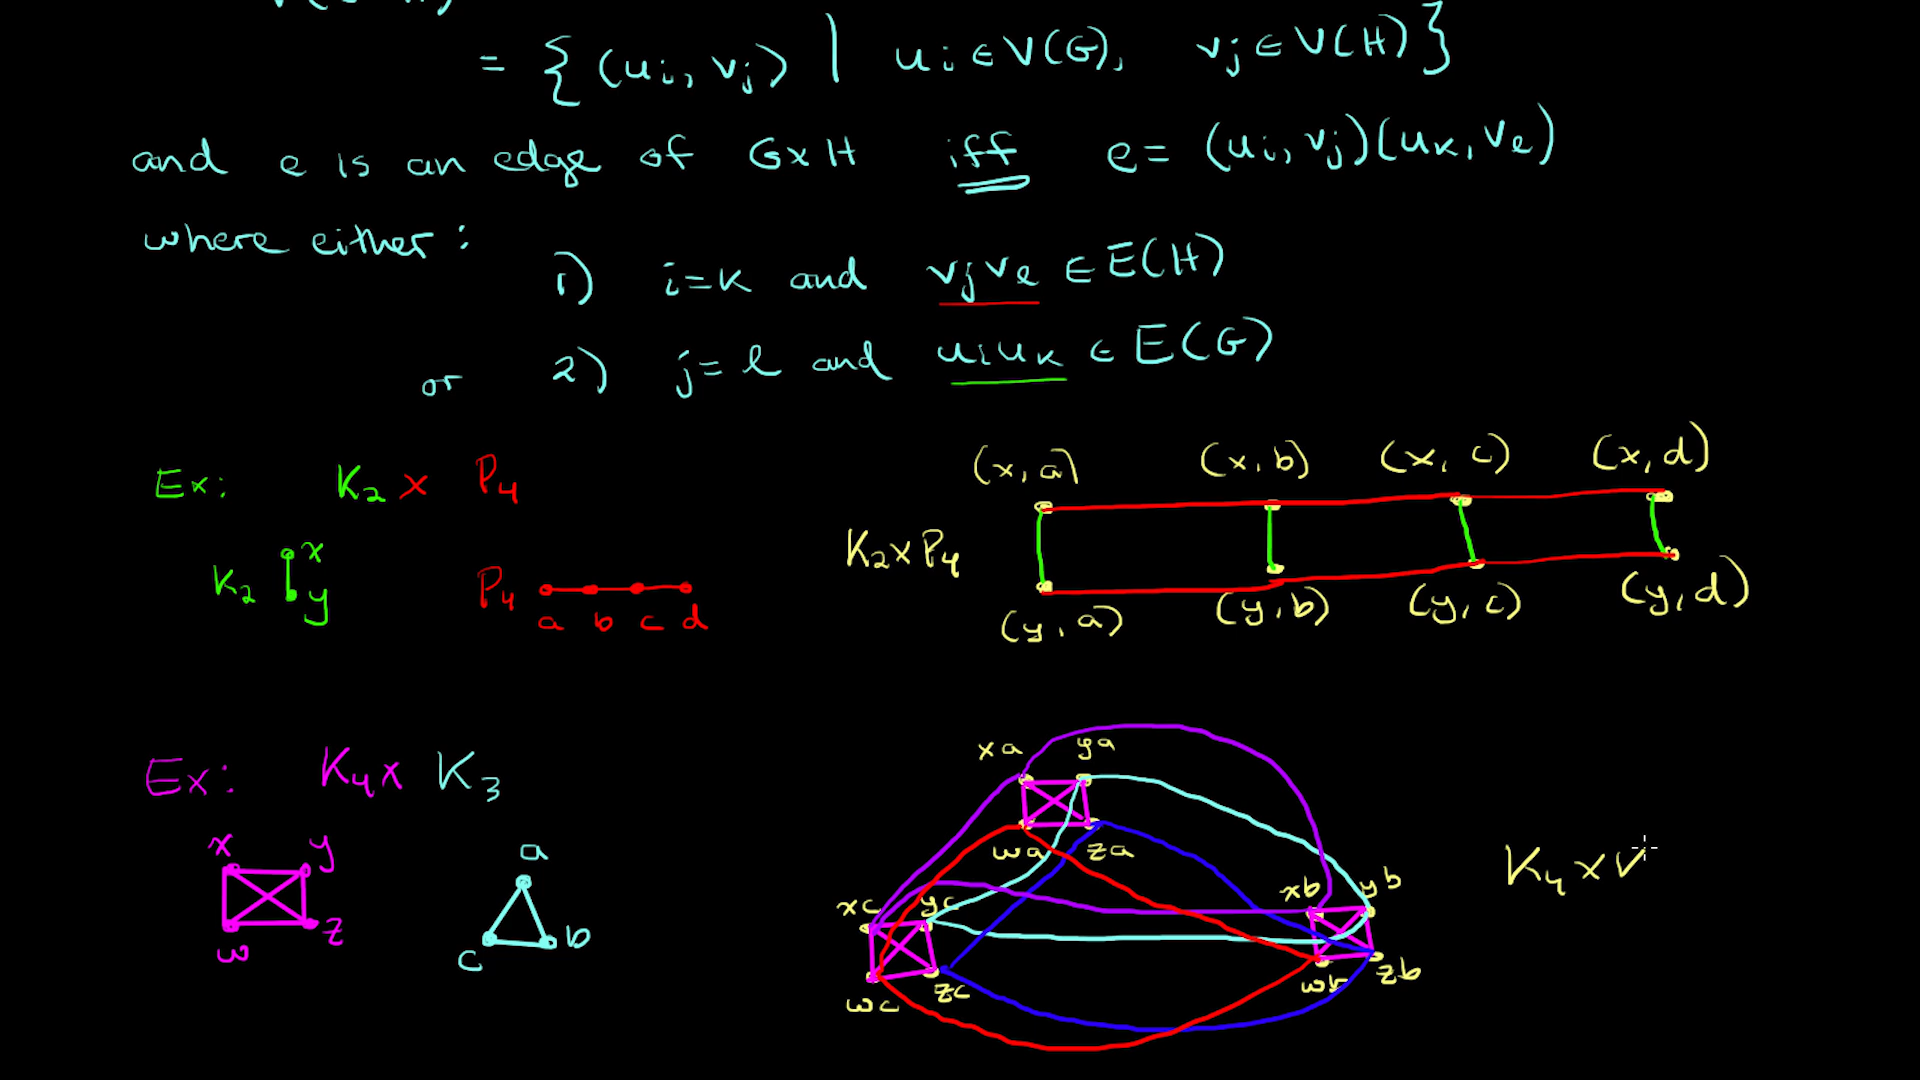 = { (ui, vj) | ui ∈ V(G), vj ∈ V(H) }
and e is an edge of G x H iff e = (ui, vj)(uk, vl)
where either :
1) i = k and vjvl ∈ E(H)
or 2) j = l and uiuk ∈ E(G)
Ex: K2 x P4
K2 x y
P4 a b c d
K2 x P4
(x, a) (x, b) (x, c) (x, d)
(y, a) (y, b) (y, c) (y, d)
Ex: K4 x K3
x y
w z
a
c b
xa ya
wa za
xc yc
wc zc
xb yb
wb zb
K4 x